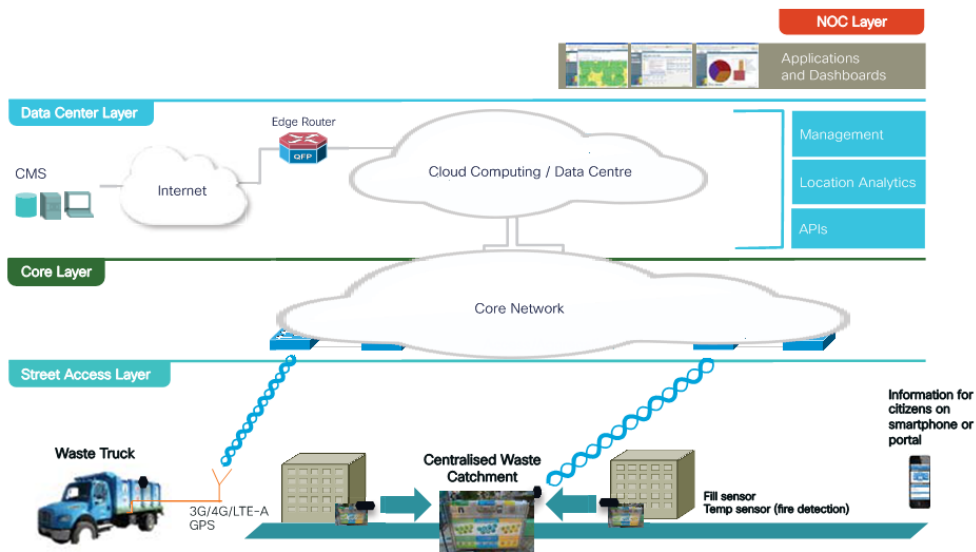 NOC Layer
Applications
and Dashboards
Data Center Layer
Edge Router
QFP
Management
CMS
Internet
Cloud Computing / Data Centre
Location Analytics
APIs
Core Layer
Core Network
Street Access Layer
Information for
citizens on
smartphone or
portal
Waste Truck
Centralised Waste
Catchment
3G/4G/LTE-A
GPS
Fill sensor
Temp sensor (fire detection)